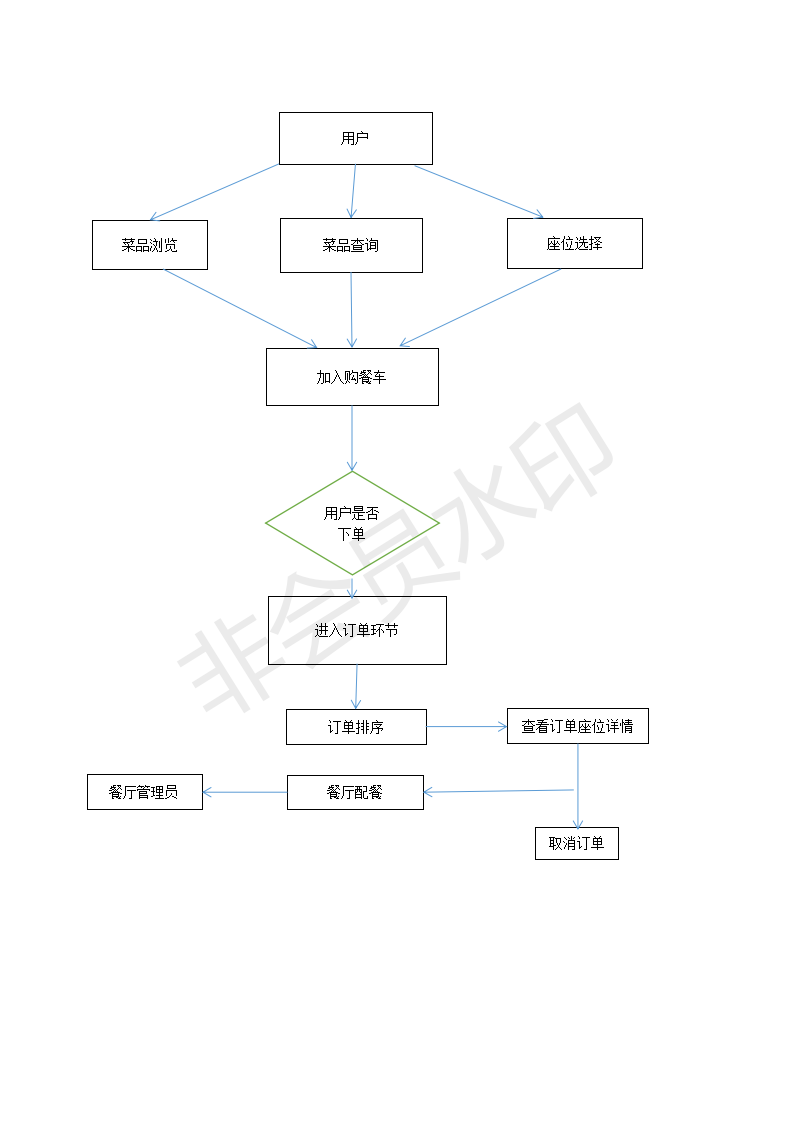 用户
菜品浏览
菜品查询
座位选择
加入购餐车
用户是否
下单
进入订单环节
订单排序
查看订单座位详情
餐厅管理员
餐厅配餐
取消订单
非会员水印